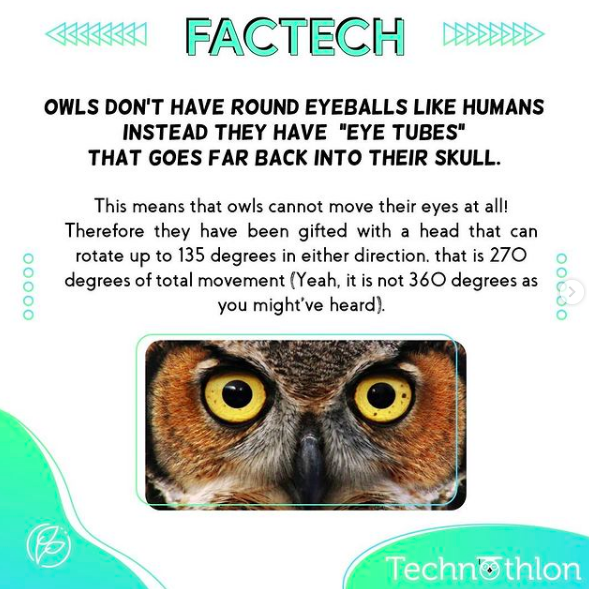 FACTECH
OWLS DON'T HAVE ROUND EYEBALLS LIKE HUMANS
INSTEAD THEY HAVE "EYE TUBES"
THAT GOES FAR BACK INTO THEIR SKULL.
This means that owls cannot move their eyes at all!
Therefore they have been gifted with a head that can
rotate up to 135 degrees in either direction. that is 270
degrees of total movement (Yeah, it is not 360 degrees as
you might've heard).
Technothlon